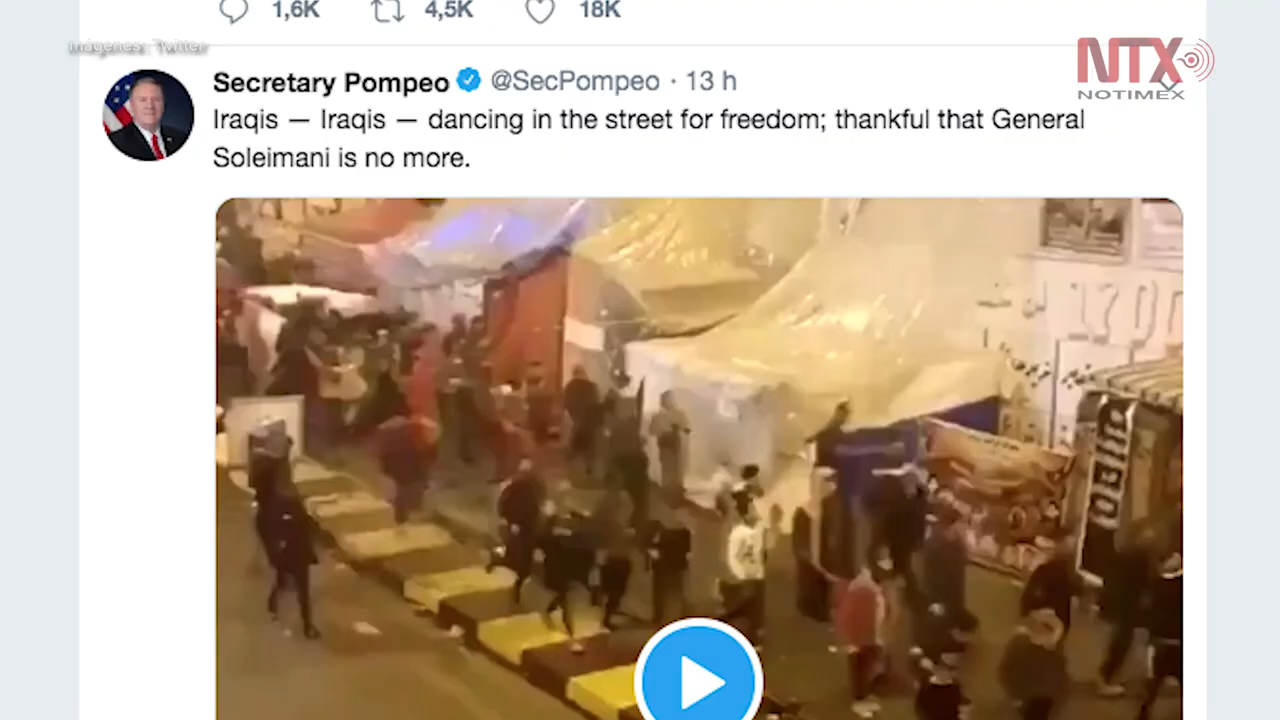 1,6K 4,5K 18K
Imágenes: Twitter
NTX
NOTIMEX
Secretary Pompeo @SecPompeo · 13 h
Iraqis — Iraqis — dancing in the street for freedom; thankful that General
Soleimani is no more.